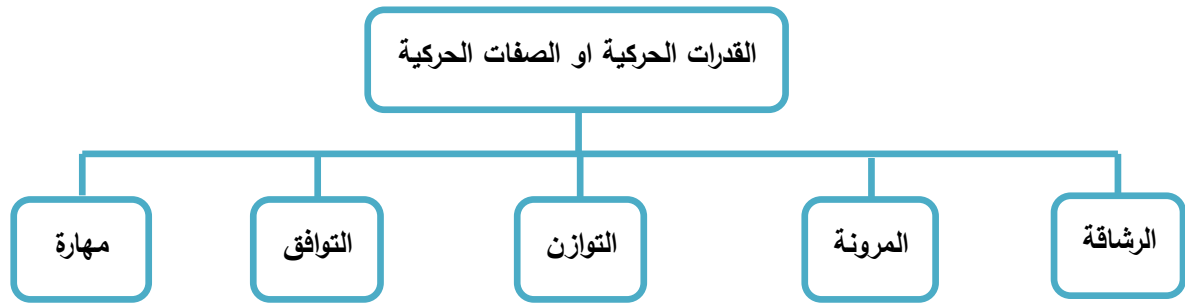 القدرات الحركية او الصفات الحركية
الرشاقة
المرونة
التوازن
التوافق
مهارة